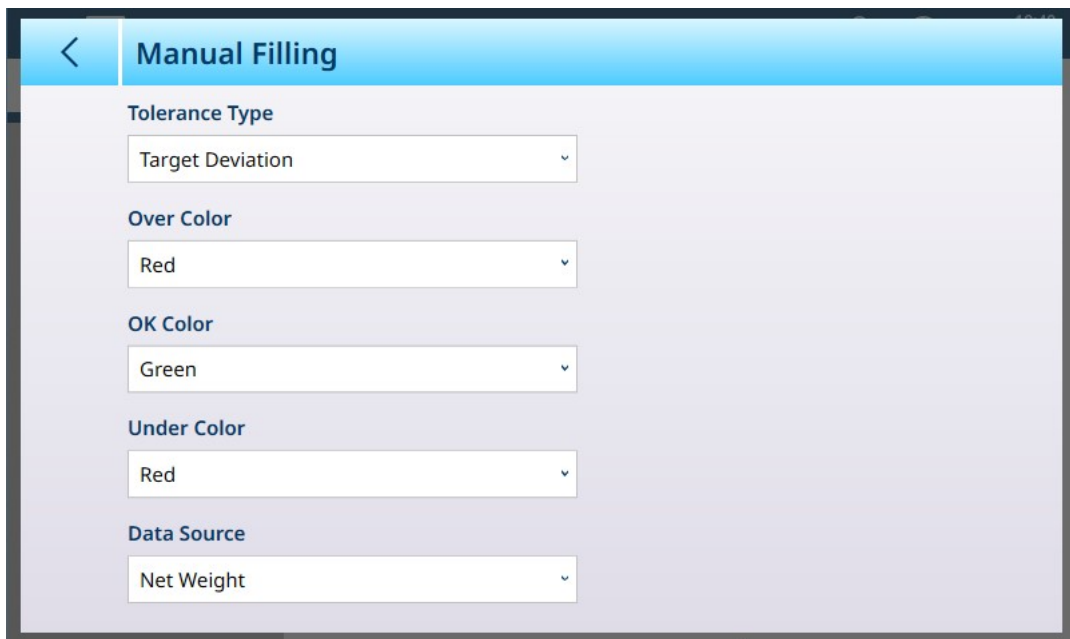 Manual Filling
Tolerance Type
Target Deviation
Over Color
Red
OK Color
Green
Under Color
Red
Data Source
Net Weight